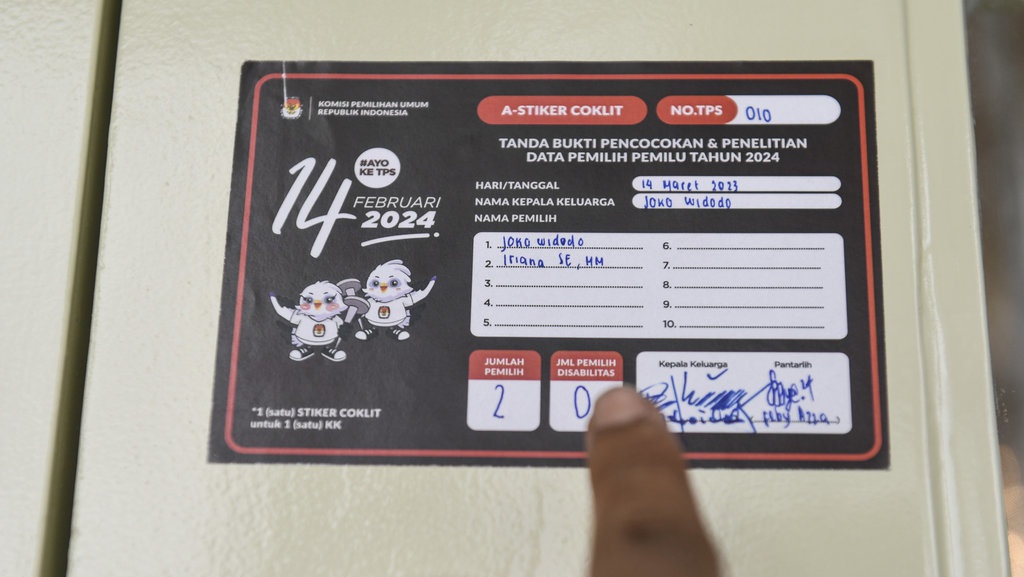 KOMISI PEMILIHAN UMUM
REPUBLIK INDONESIA
#AYO
KE TPS
14
FEBRUARI
2024
*1 (satu) STIKER COKLIT
untuk 1 (satu) KK
A-STIKER COKLIT
NO.TPS 010
TANDA BUKTI PENCOCOKAN & PENELITIAN
DATA PEMILIH PEMILU TAHUN 2024
HARI/TANGGAL 14 Maret 2023
NAMA KEPALA KELUARGA Joko Widodo
NAMA PEMILIH
1. Joko Widodo
2. Iriana SE, MM
3.
4.
5.
6.
7.
8.
9.
10.
JUMLAH
PEMILIH
2
JML PEMILIH
DISABILITAS
0
Kepala Keluarga
Pantarlih